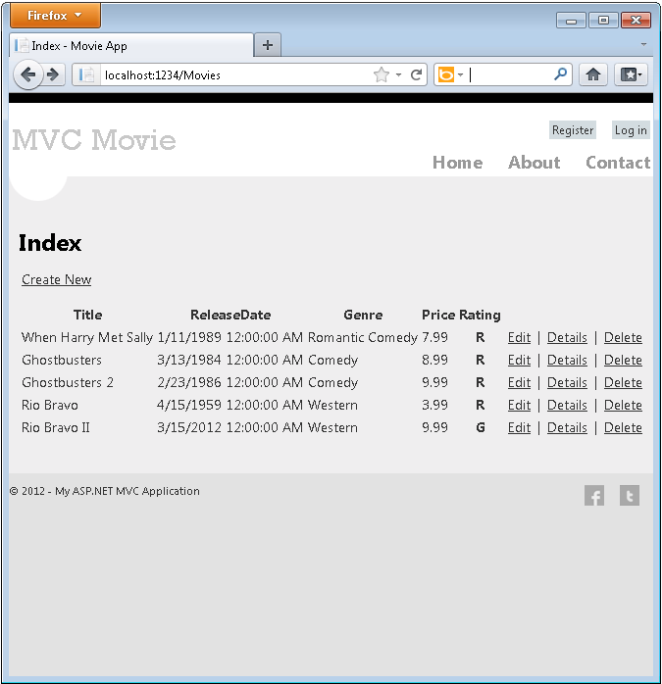 Firefox
Index - Movie App
localhost:1234/Movies
MVC Movie
Register Log in
Home About Contact
Index
Create New
Title ReleaseDate Genre Price Rating
When Harry Met Sally 1/11/1989 12:00:00 AM Romantic Comedy 7.99 R Edit | Details | Delete
Ghostbusters 3/13/1984 12:00:00 AM Comedy 8.99 R Edit | Details | Delete
Ghostbusters 2 2/23/1986 12:00:00 AM Comedy 9.99 R Edit | Details | Delete
Rio Bravo 4/15/1959 12:00:00 AM Western 3.99 R Edit | Details | Delete
Rio Bravo II 3/15/2012 12:00:00 AM Western 9.99 G Edit | Details | Delete
© 2012 - My ASP.NET MVC Application